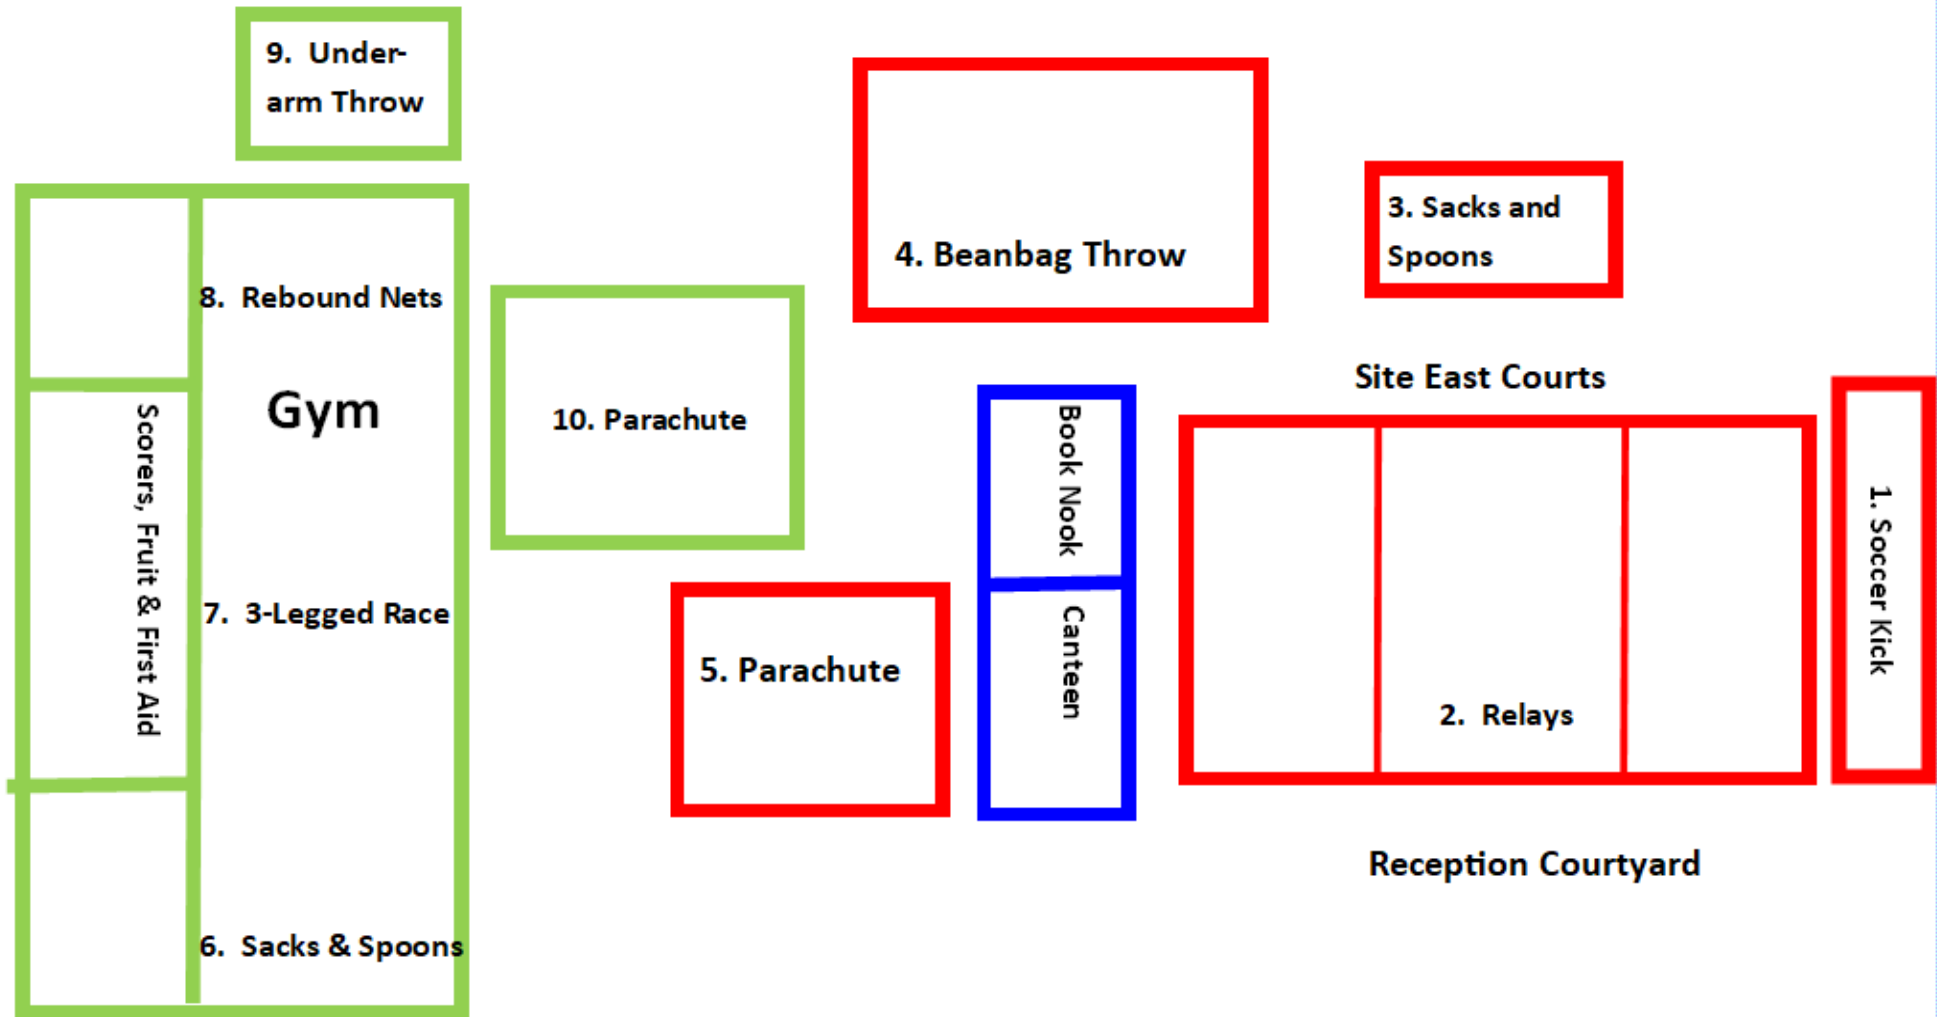 9.  Under-
arm Throw
8.  Rebound Nets
Gym
Scorers, Fruit & First Aid
7.  3-Legged Race
6.  Sacks & Spoons
10. Parachute
5. Parachute
4. Beanbag Throw
3. Sacks and
Spoons
Book Nook
Canteen
Site East Courts
2.  Relays
1. Soccer Kick
Reception Courtyard